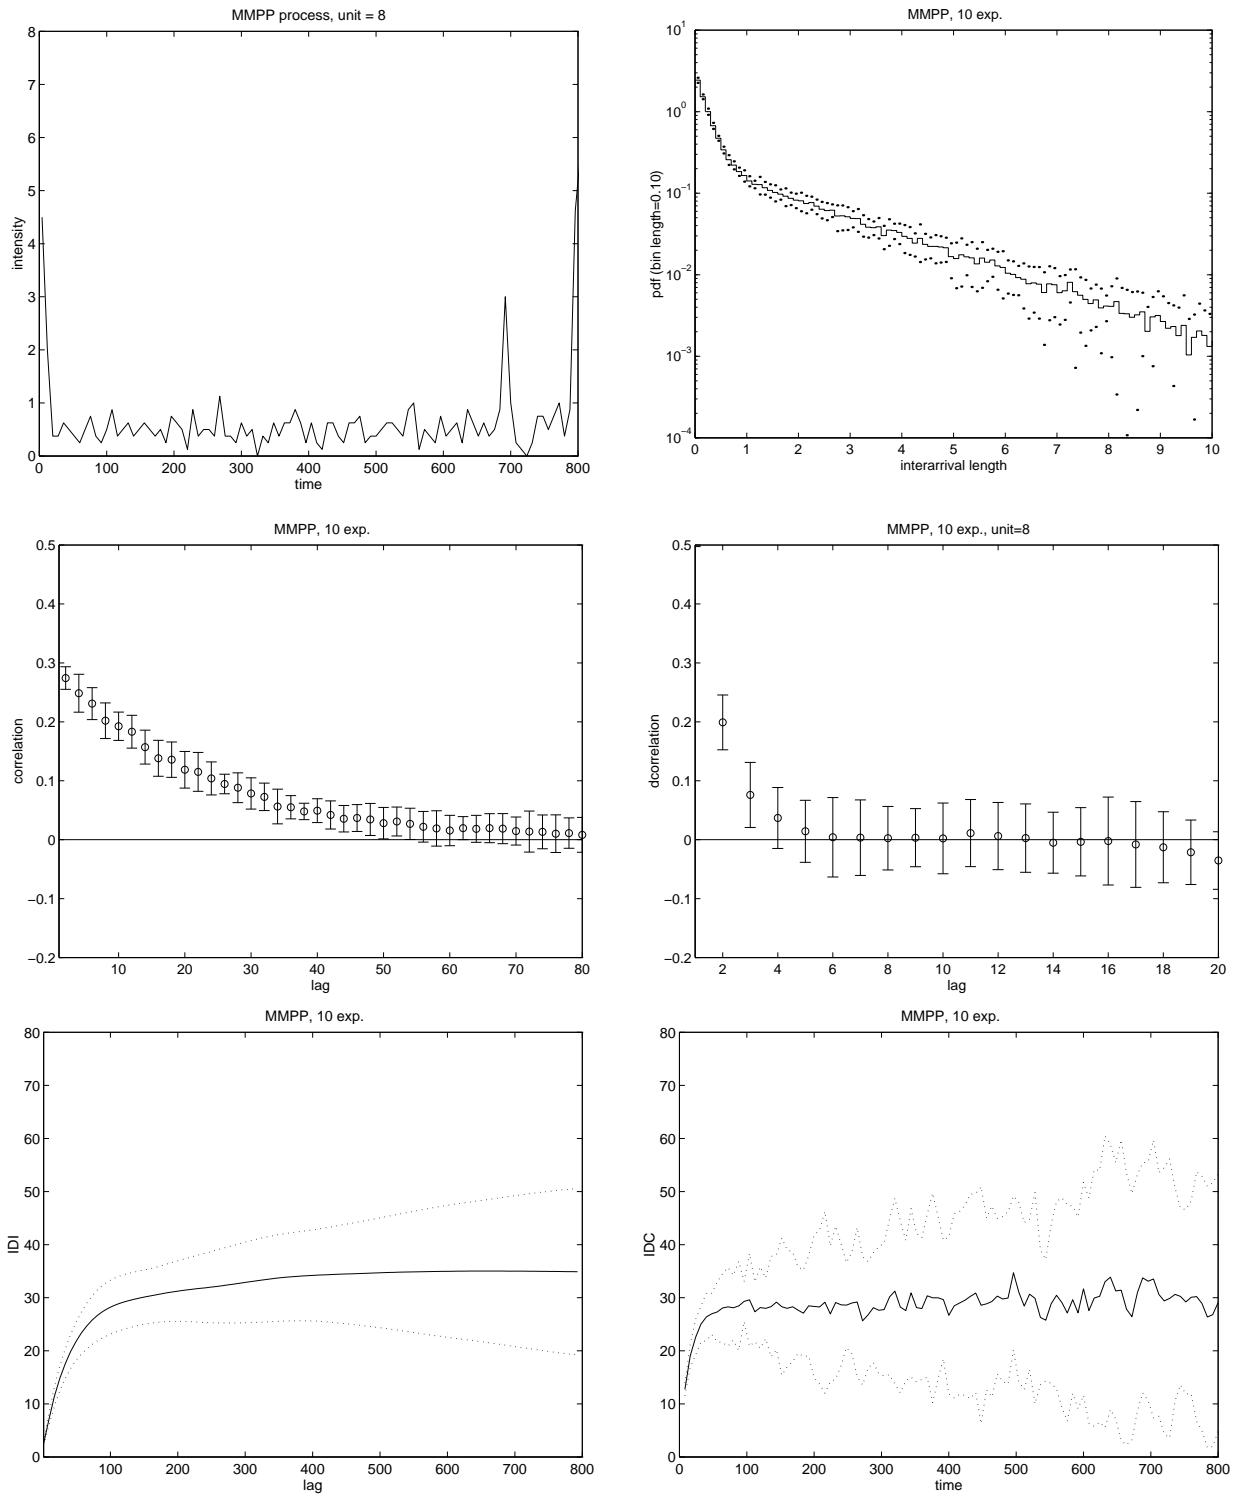 MMPP process, unit = 8
8
7
6
5
4
3
2
1
0
intensity
0 100 200 300 400 500 600 700 800
time
MMPP, 10 exp.
10^1
10^0
10^−1
10^−2
10^−3
10^−4
pdf (bin length=0.10)
0 1 2 3 4 5 6 7 8 9 10
interarrival length
MMPP, 10 exp.
0.5
0.4
0.3
0.2
0.1
0
−0.1
−0.2
correlation
10 20 30 40 50 60 70 80
lag
MMPP, 10 exp., unit=8
0.5
0.4
0.3
0.2
0.1
0
−0.1
−0.2
dcorrelation
2 4 6 8 10 12 14 16 18 20
lag
MMPP, 10 exp.
80
70
60
50
40
30
20
10
0
IDI
100 200 300 400 500 600 700 800
lag
MMPP, 10 exp.
80
70
60
50
40
30
20
10
0
IDC
0 100 200 300 400 500 600 700 800
time